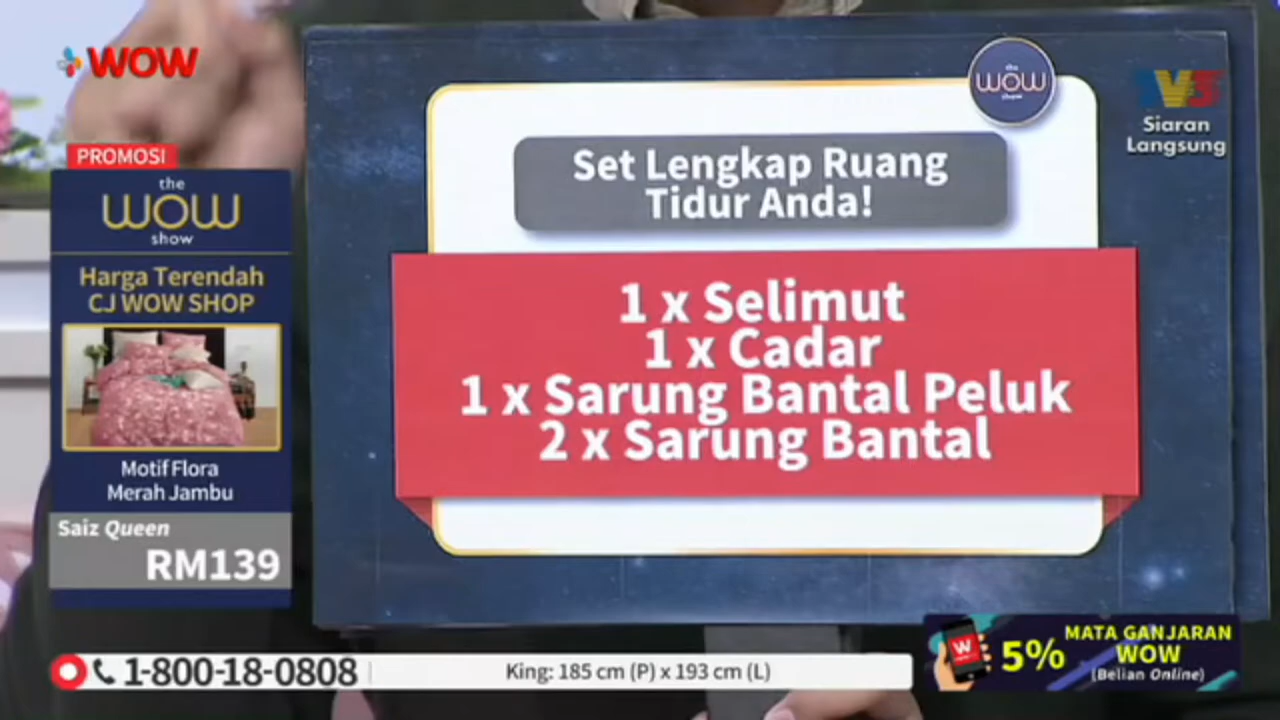 WOW
the
WOW
show
TV3
Siaran
Langsung
Set Lengkap Ruang
Tidur Anda!
1 x Selimut
1 x Cadar
1 x Sarung Bantal Peluk
2 x Sarung Bantal
PROMOSI
the
WOW
show
Harga Terendah
CJ WOW SHOP
Motif Flora
Merah Jambu
Saiz Queen
RM139
1-800-18-0808
King: 185 cm (P) x 193 cm (L)
W
5%
MATA GANJARAN
WOW
(Belian Online)